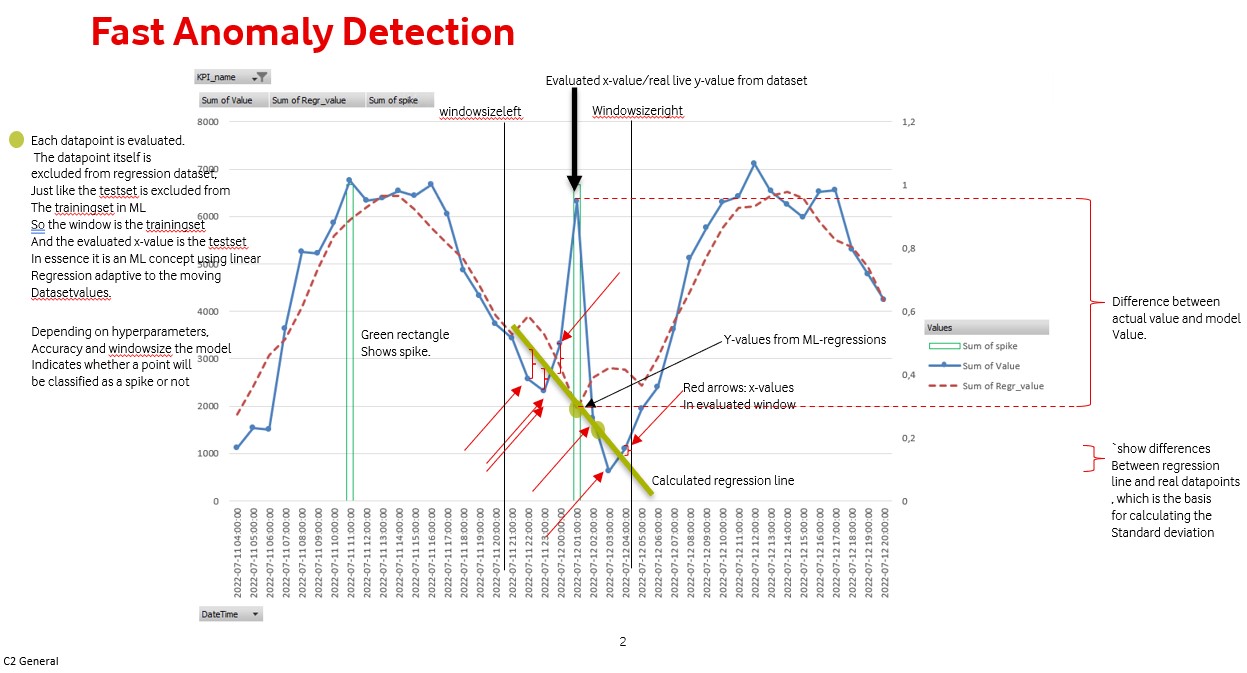 Fast Anomaly Detection
KPI_name
Sum of Value
Sum of Regr_value
Sum of spike
Evaluated x-value/real live y-value from dataset
windowsizeleft
Windowsizeright
Each datapoint is evaluated.
The datapoint itself is
excluded from regression dataset,
Just like the testset is excluded from
The trainingset in ML
So the window is the trainingset
And the evaluated x-value is the testset
In essence it is an ML concept using linear
Regression adaptive to the moving
Datasetvalues.
Depending on hyperparameters,
Accuracy and windowsize the model
Indicates whether a point will
be classified as a spike or not
8000
7000
6000
5000
4000
3000
2000
1000
0
1,2
1
0,8
0,6
0,4
0,2
0
Green rectangle
Shows spike.
Y-values from ML-regressions
Red arrows: x-values
In evaluated window
Calculated regression line
Values
Sum of spike
Sum of Value
Sum of Regr_value
Difference between
actual value and model
Value.
`show differences
Between regression
line and real datapoints
, which is the basis
for calculating the
Standard deviation
2022-07-11 04:00:00
2022-07-11 05:00:00
2022-07-11 06:00:00
2022-07-11 07:00:00
2022-07-11 08:00:00
2022-07-11 09:00:00
2022-07-11 10:00:00
2022-07-11 11:00:00
2022-07-11 12:00:00
2022-07-11 13:00:00
2022-07-11 14:00:00
2022-07-11 15:00:00
2022-07-11 16:00:00
2022-07-11 17:00:00
2022-07-11 18:00:00
2022-07-11 19:00:00
2022-07-11 20:00:00
2022-07-11 21:00:00
2022-07-11 22:00:00
2022-07-11 23:00:00
2022-07-12 00:00:00
2022-07-12 01:00:00
2022-07-12 02:00:00
2022-07-12 03:00:00
2022-07-12 04:00:00
2022-07-12 05:00:00
2022-07-12 06:00:00
2022-07-12 07:00:00
2022-07-12 08:00:00
2022-07-12 09:00:00
2022-07-12 10:00:00
2022-07-12 11:00:00
2022-07-12 12:00:00
2022-07-12 13:00:00
2022-07-12 14:00:00
2022-07-12 15:00:00
2022-07-12 16:00:00
2022-07-12 17:00:00
2022-07-12 18:00:00
2022-07-12 19:00:00
2022-07-12 20:00:00
DateTime
2
C2 General